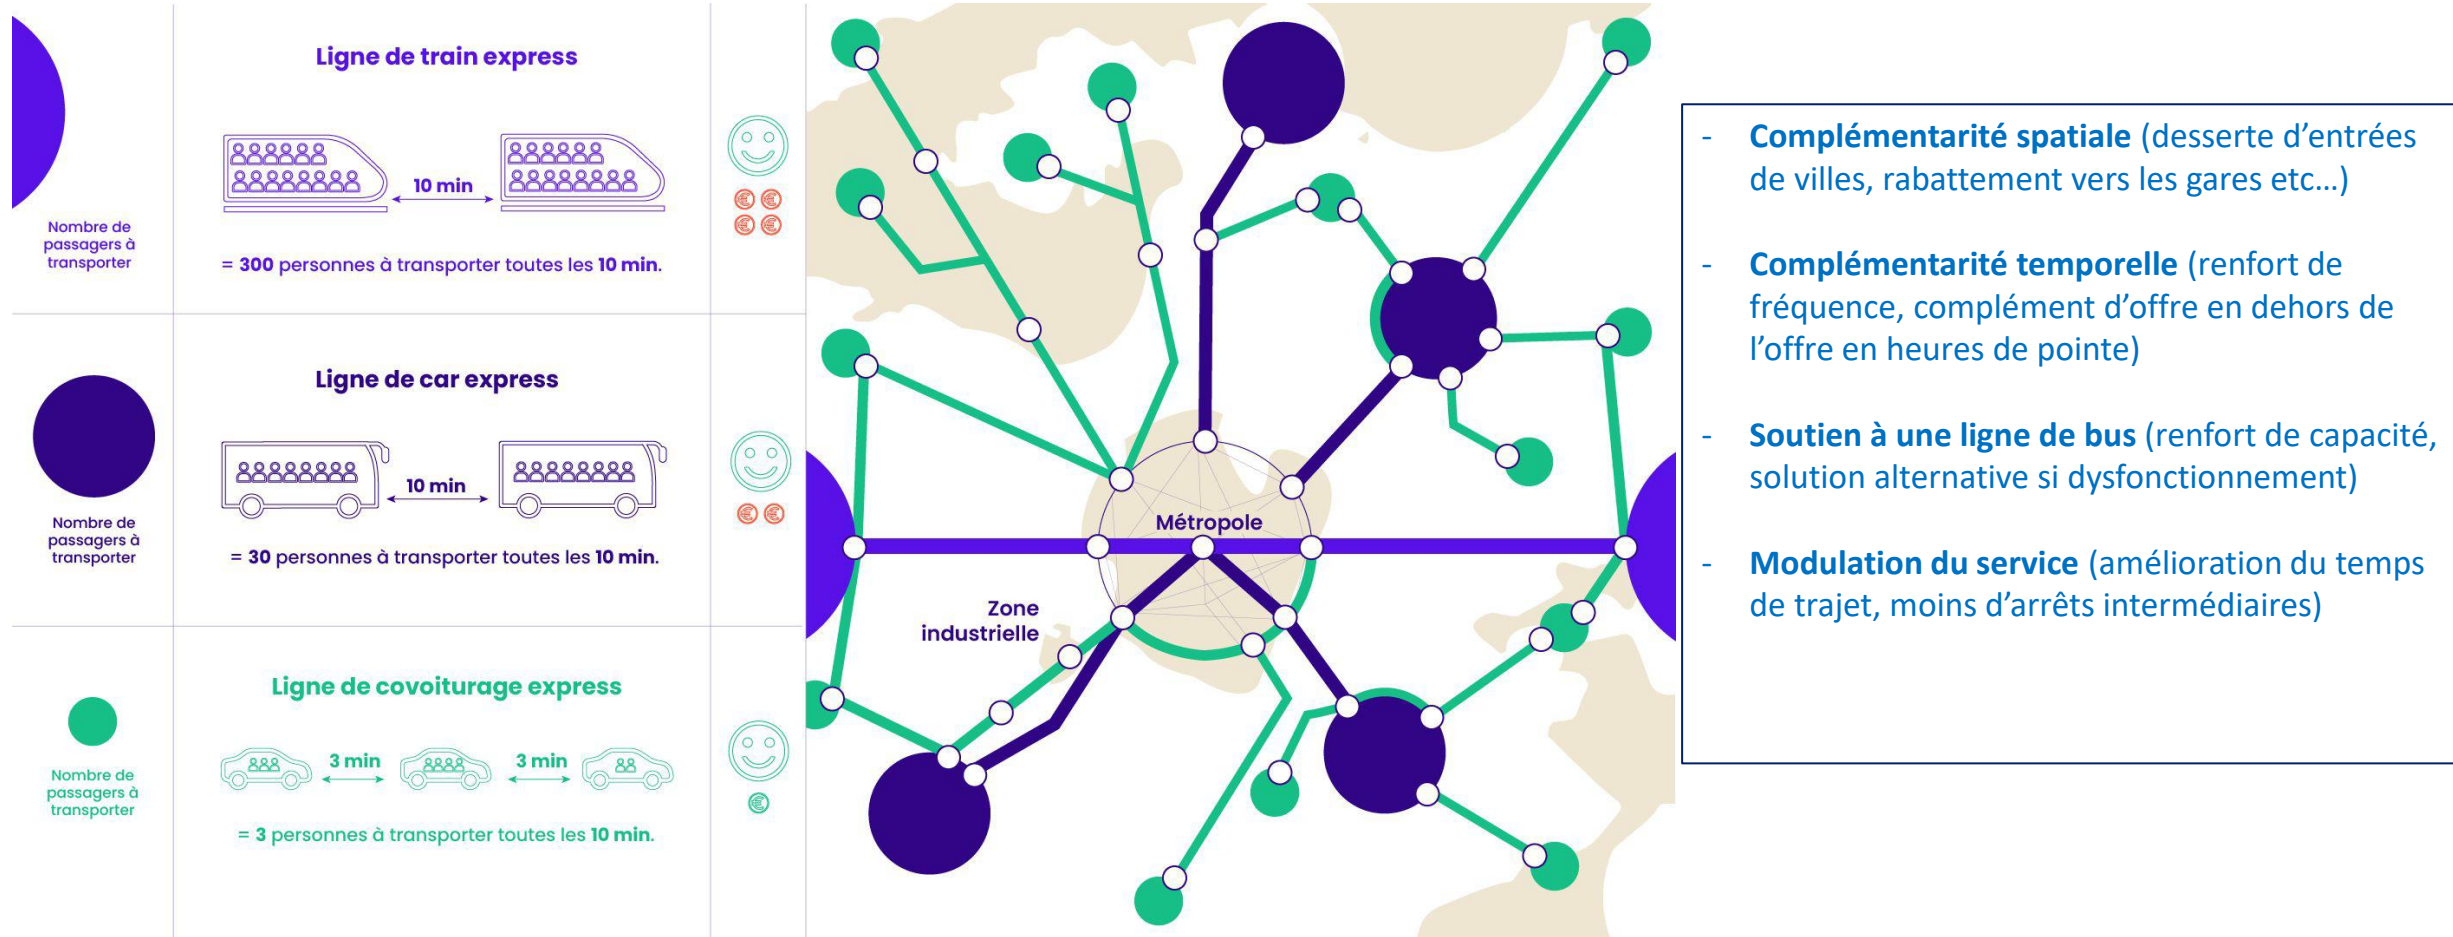 Ligne de train express
10 min
Nombre de
passagers à
transporter
= 300 personnes à transporter toutes les 10 min.
Ligne de car express
10 min
Nombre de
passagers à
transporter
= 30 personnes à transporter toutes les 10 min.
Ligne de covoiturage express
3 min
3 min
Nombre de
passagers à
transporter
= 3 personnes à transporter toutes les 10 min.
Métropole
Zone
industrielle
- Complémentarité spatiale (desserte d’entrées
de villes, rabattement vers les gares etc…)
- Complémentarité temporelle (renfort de
fréquence, complément d’offre en dehors de
l’offre en heures de pointe)
- Soutien à une ligne de bus (renfort de capacité,
solution alternative si dysfonctionnement)
- Modulation du service (amélioration du temps
de trajet, moins d’arrêts intermédiaires)